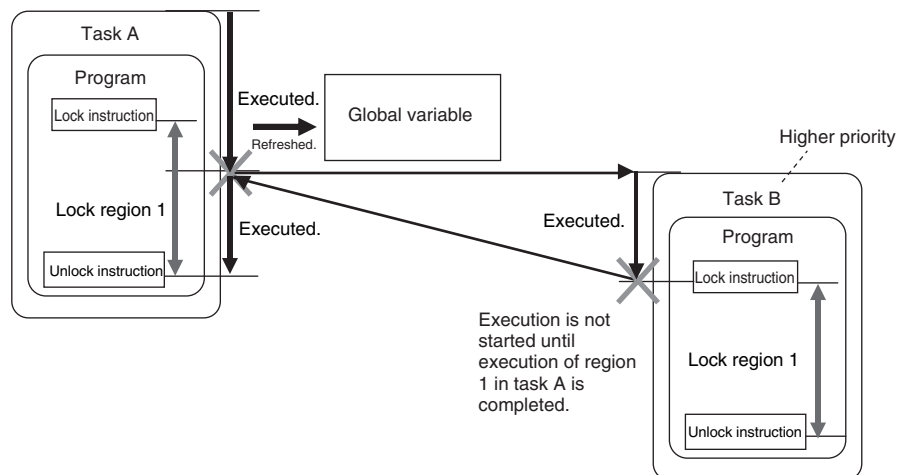 Task A
Program
Lock instruction
Lock region 1
Unlock instruction
Executed.
Refreshed.
Global variable
Executed.
Higher priority
Task B
Program
Executed.
Lock instruction
Lock region 1
Unlock instruction
Execution is not
started until
execution of region
1 in task A is
completed.